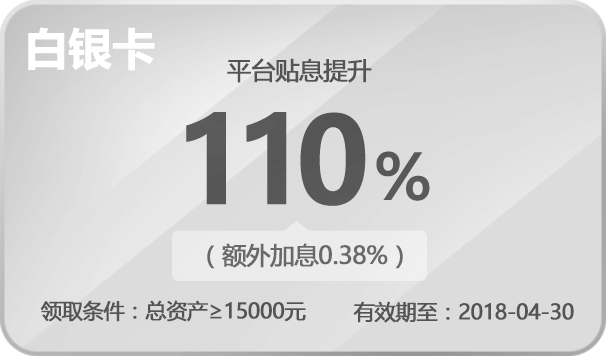 白银卡
平台贴息提升
110%
（额外加息0.38%）
领取条件：总资产≥15000元 有效期至：2018-04-30